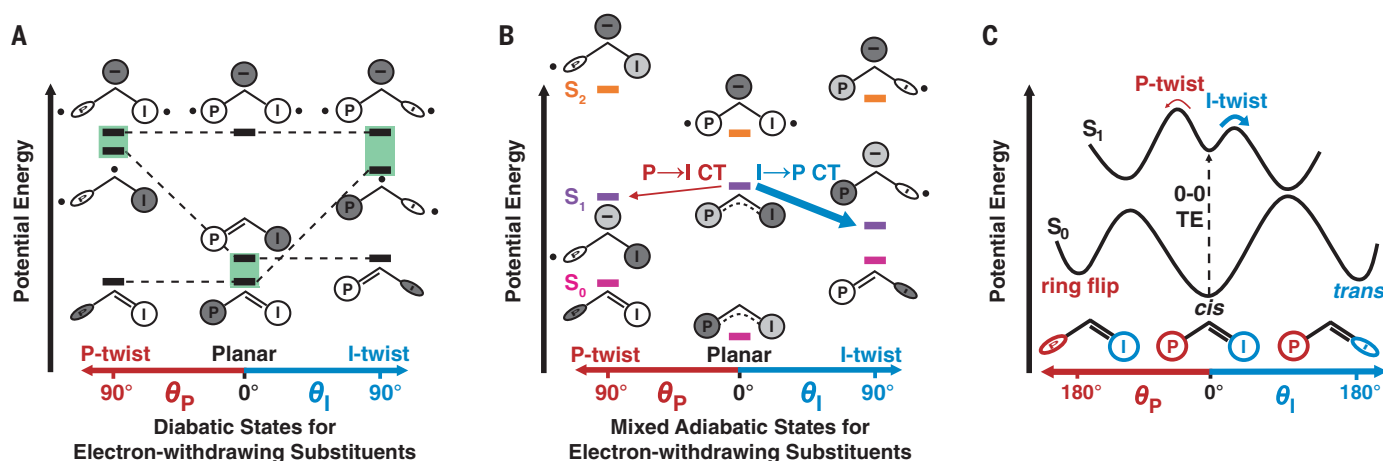 A
Potential Energy
−
−
−
P
I
P
I
P
I
I
P
P
I
P
I
P
I
P
I
P-twist
Planar
I-twist
90°
θP
0°
θI
90°
Diabatic States for
Electron-withdrawing Substituents
B
Potential Energy
−
I
−
P
I
S2
−
P
I
P→I CT
I→P CT
−
P
I
S1
−
P
I
I
S0
P
I
P
I
P
I
P-twist
Planar
I-twist
90°
θP
0°
θI
90°
Mixed Adiabatic States for
Electron-withdrawing Substituents
C
Potential Energy
P-twist
I-twist
S1
0-0
TE
S0
ring flip
cis
trans
P
I
P
I
P
I
180°
θP
0°
θI
180°